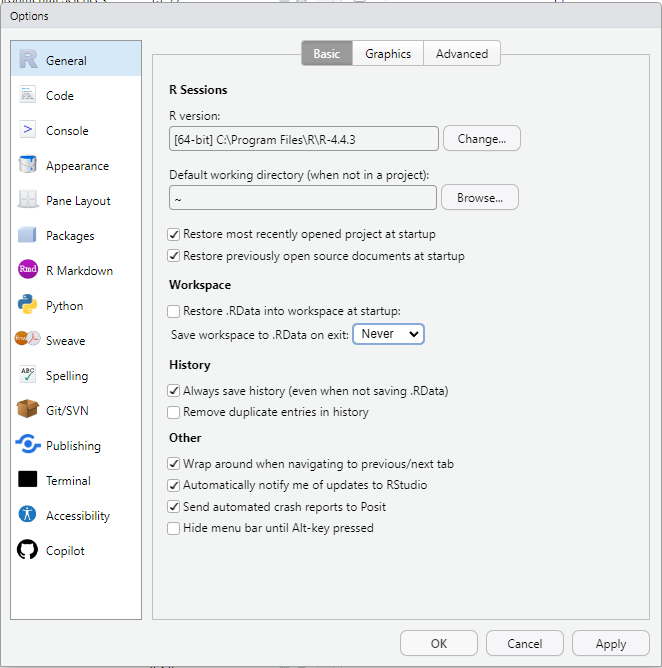 Options
General
Code
Console
Appearance
Pane Layout
Packages
Rmd R Markdown
Python
Sweave
ABC Spelling
Git/SVN
Publishing
Terminal
Accessibility
Copilot
Basic Graphics Advanced
R Sessions
R version:
[64-bit] C:\Program Files\R\R-4.4.3 Change...
Default working directory (when not in a project):
~ Browse...
Restore most recently opened project at startup
Restore previously open source documents at startup
Workspace
Restore .RData into workspace at startup:
Save workspace to .RData on exit: Never
History
Always save history (even when not saving .RData)
Remove duplicate entries in history
Other
Wrap around when navigating to previous/next tab
Automatically notify me of updates to RStudio
Send automated crash reports to Posit
Hide menu bar until Alt-key pressed
OK Cancel Apply